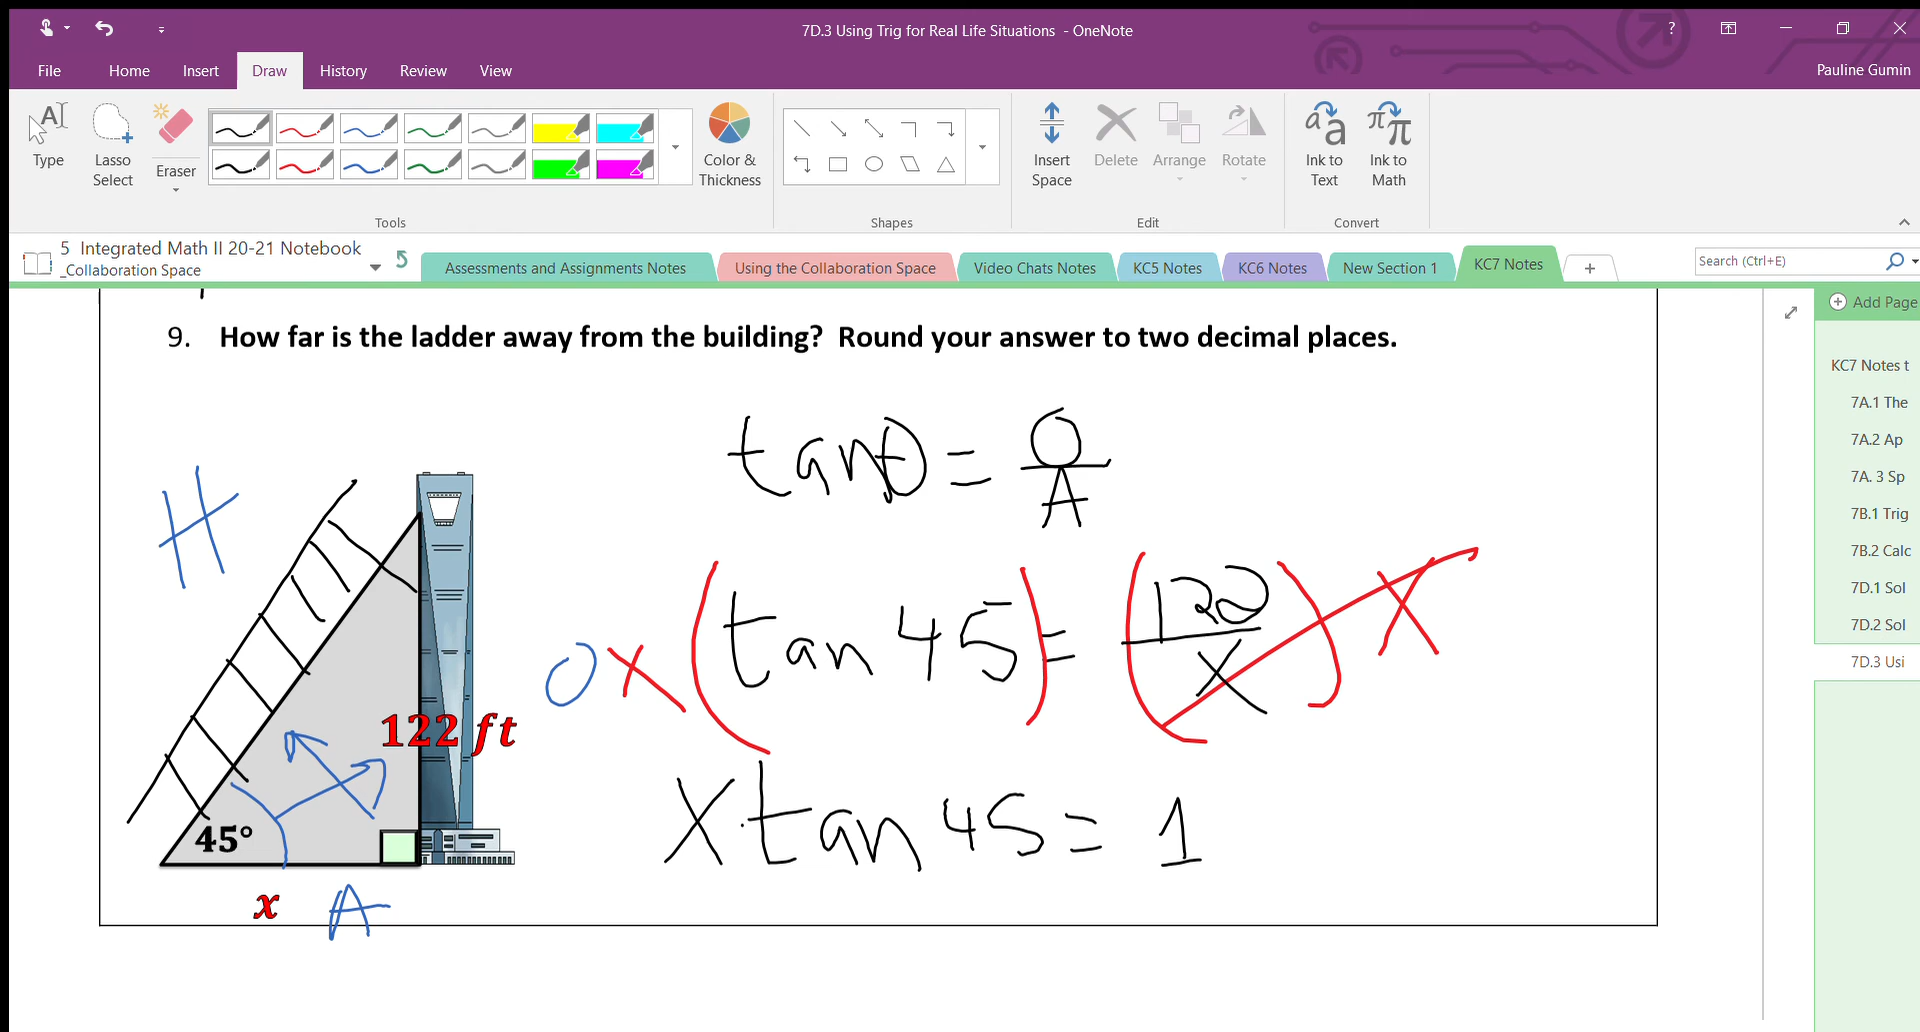 7D.3 Using Trig for Real Life Situations - OneNote
?
File Home Insert Draw History Review View
Pauline Gumin
Type
Lasso Select
Eraser
Color & Thickness
Insert Space
Delete
Arrange
Rotate
Ink to Text
Ink to Math
Tools
Shapes
Edit
Convert
5 Integrated Math II 20-21 Notebook
_Collaboration Space
Assessments and Assignments Notes
Using the Collaboration Space
Video Chats Notes
KC5 Notes
KC6 Notes
New Section 1
KC7 Notes
+
Search (Ctrl+E)
Add Page
KC7 Notes t
7A.1 The
7A.2 Ap
7A. 3 Sp
7B.1 Trig
7B.2 Calc
7D.1 Sol
7D.2 Sol
7D.3 Usi
9. How far is the ladder away from the building? Round your answer to two decimal places.
tanθ = O/A
H
O
x(tan 45) = (122/x)x
122 ft
x·tan 45 = 1
45°
x
A